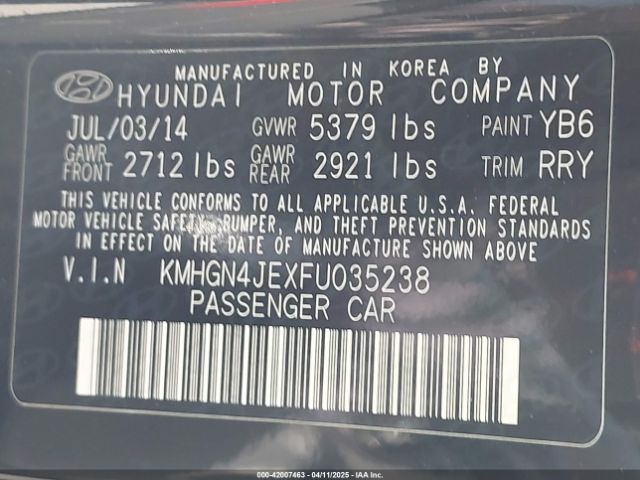 MANUFACTURED IN KOREA BY
HYUNDAI MOTOR COMPANY
JUL/03/14 GVWR 5379 lbs PAINT YB6
GAWR FRONT 2712 lbs GAWR REAR 2921 lbs TRIM RRY
THIS VEHICLE CONFORMS TO ALL APPLICABLE U.S.A. FEDERAL
MOTOR VEHICLE SAFETY, BUMPER, AND THEFT PREVENTION STANDARDS
IN EFFECT ON THE DATE OF MANUFACTURE SHOWN ABOVE
V.I.N KMHGN4JEXFU035238
PASSENGER CAR
000-42007463 - 04/11/2025 - IAAI.COM